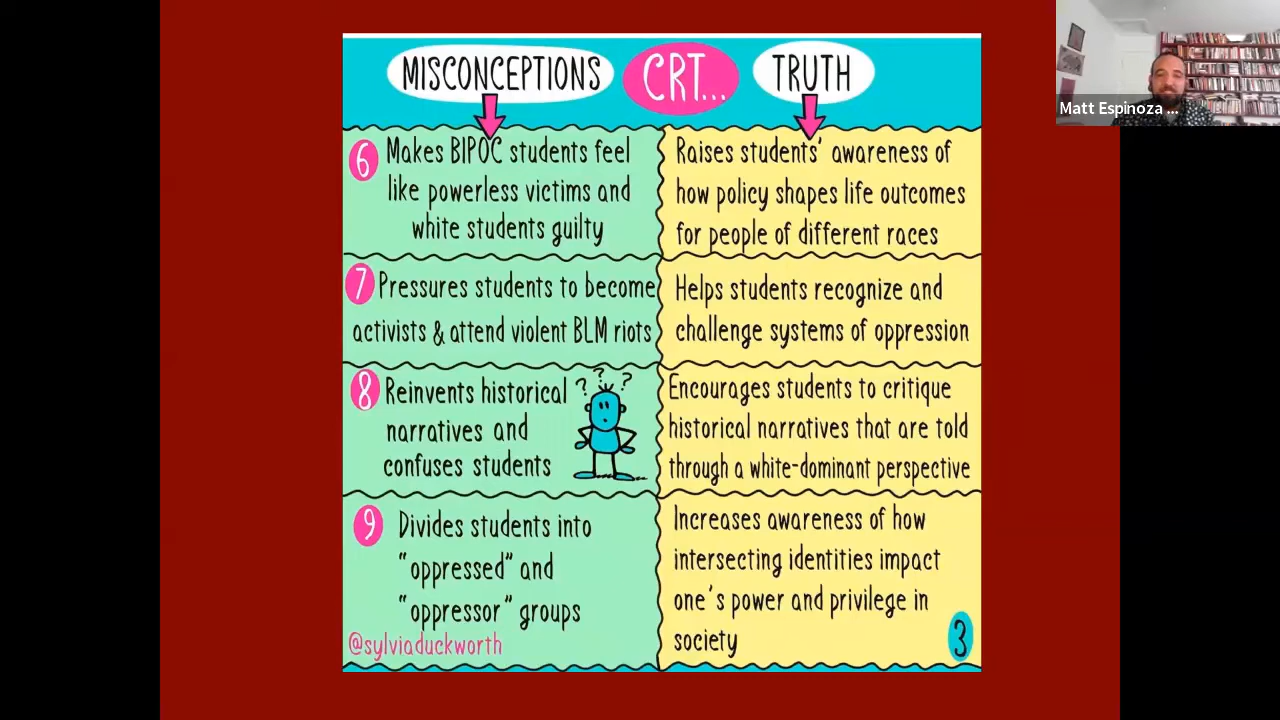 MISCONCEPTIONS
CRT...
TRUTH
6
Makes BIPOC students feel
like powerless victims and
white students guilty
Raises students' awareness of
how policy shapes life outcomes
for people of different races
7
Pressures students to become
activists & attend violent BLM riots
Helps students recognize and
challenge systems of oppression
8
Reinvents historical
narratives and
confuses students
? ? ?
Encourages students to critique
historical narratives that are told
through a white-dominant perspective
9
Divides students into
"oppressed" and
"oppressor" groups
@sylviaduckworth
Increases awareness of how
intersecting identities impact
one's power and privilege in
society
3
Matt Espinoza ...